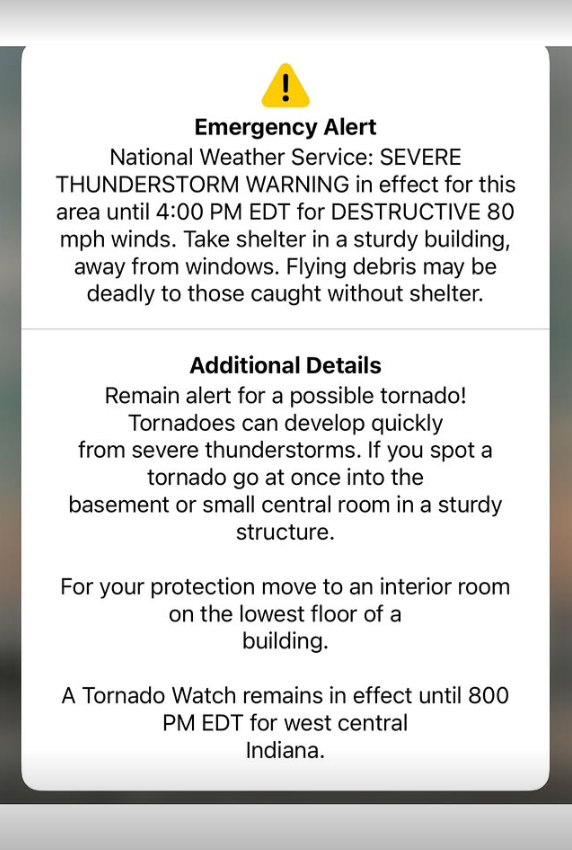 Emergency Alert
National Weather Service: SEVERE
THUNDERSTORM WARNING in effect for this
area until 4:00 PM EDT for DESTRUCTIVE 80
mph winds. Take shelter in a sturdy building,
away from windows. Flying debris may be
deadly to those caught without shelter.
Additional Details
Remain alert for a possible tornado!
Tornadoes can develop quickly
from severe thunderstorms. If you spot a
tornado go at once into the
basement or small central room in a sturdy
structure.
For your protection move to an interior room
on the lowest floor of a
building.
A Tornado Watch remains in effect until 800
PM EDT for west central
Indiana.